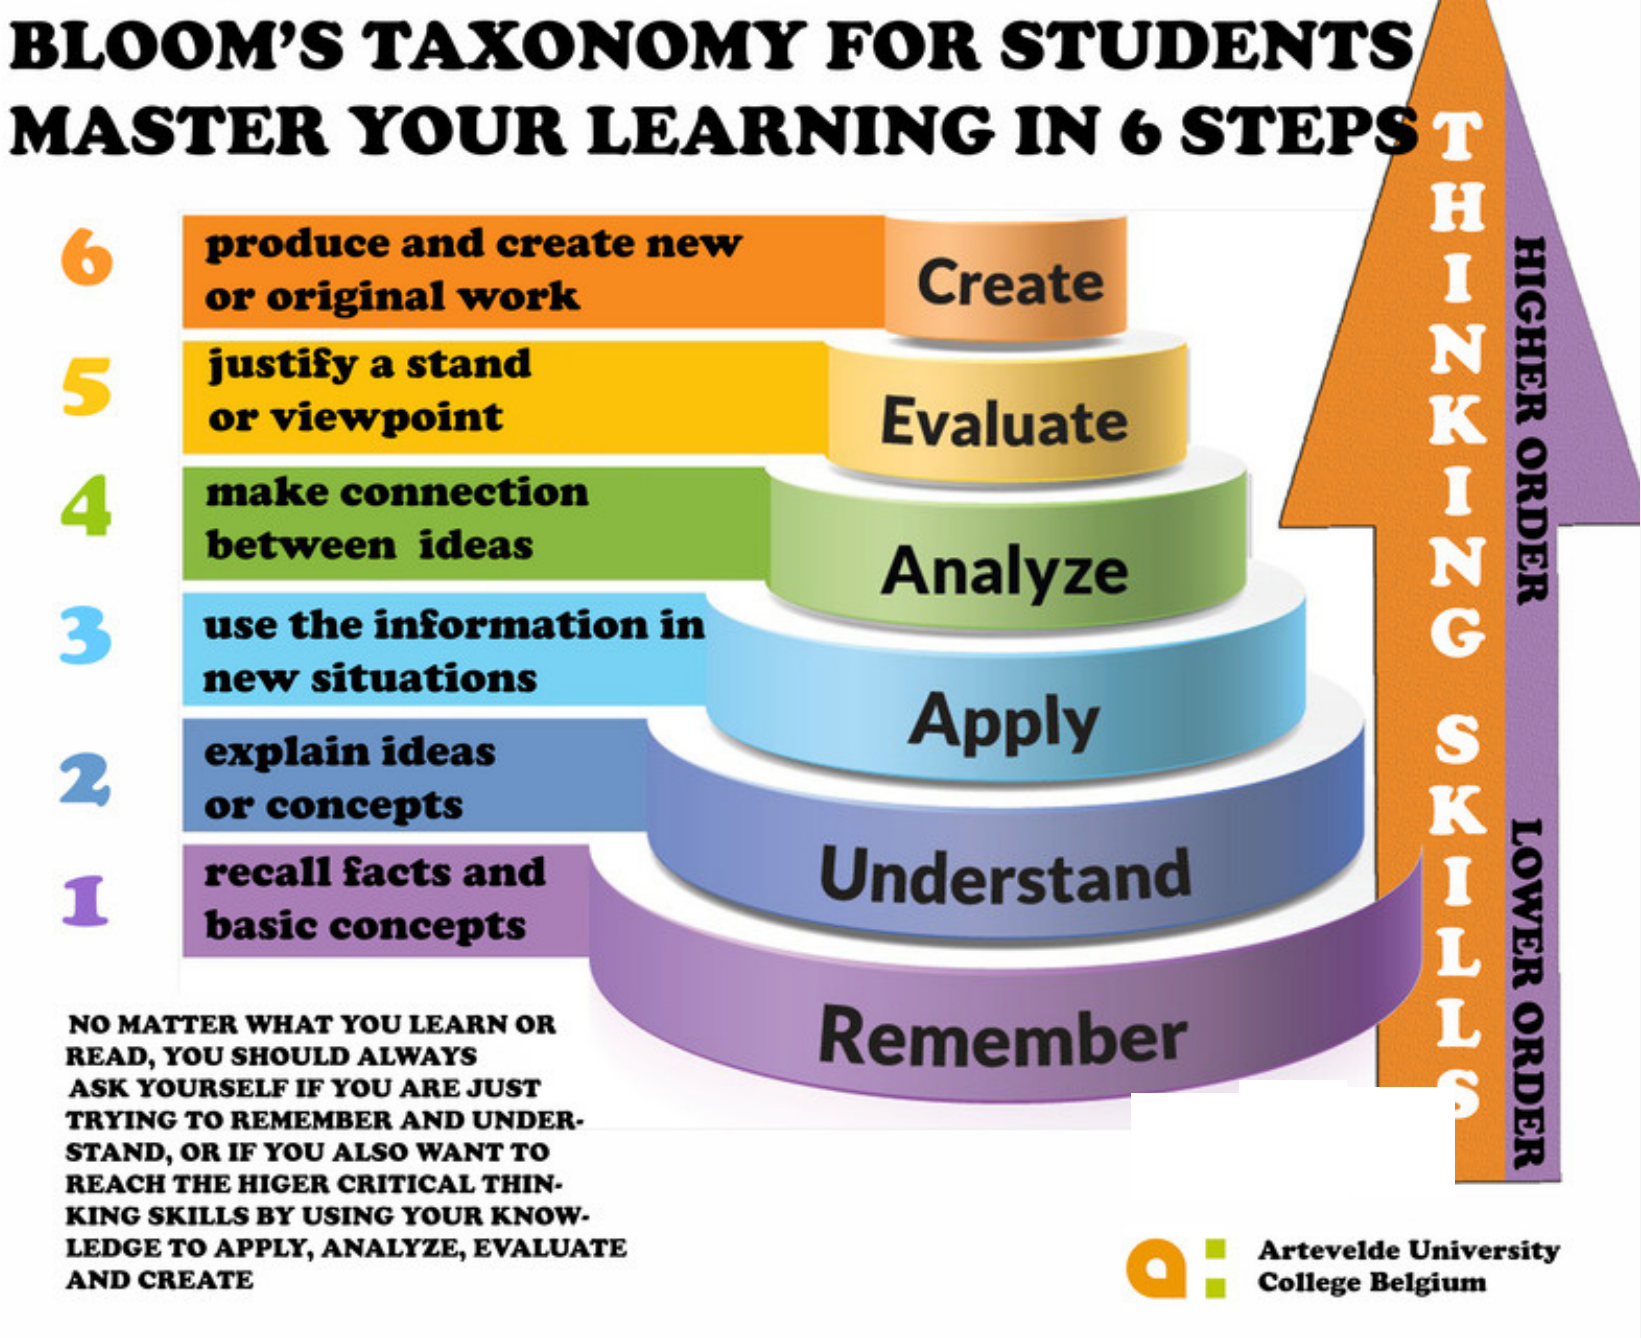 BLOOM'S TAXONOMY FOR STUDENTS
MASTER YOUR LEARNING IN 6 STEPS
6
produce and create new
or original work
Create
5
justify a stand
or viewpoint
Evaluate
4
make connection
between ideas
Analyze
3
use the information in
new situations
Apply
2
explain ideas
or concepts
Understand
1
recall facts and
basic concepts
Remember
THINKING SKILLS
HIGHER ORDER
LOWER ORDER
NO MATTER WHAT YOU LEARN OR
READ, YOU SHOULD ALWAYS
ASK YOURSELF IF YOU ARE JUST
TRYING TO REMEMBER AND UNDER-
STAND, OR IF YOU ALSO WANT TO
REACH THE HIGER CRITICAL THIN-
KING SKILLS BY USING YOUR KNOW-
LEDGE TO APPLY, ANALYZE, EVALUATE
AND CREATE
a:
Artevelde University
College Belgium